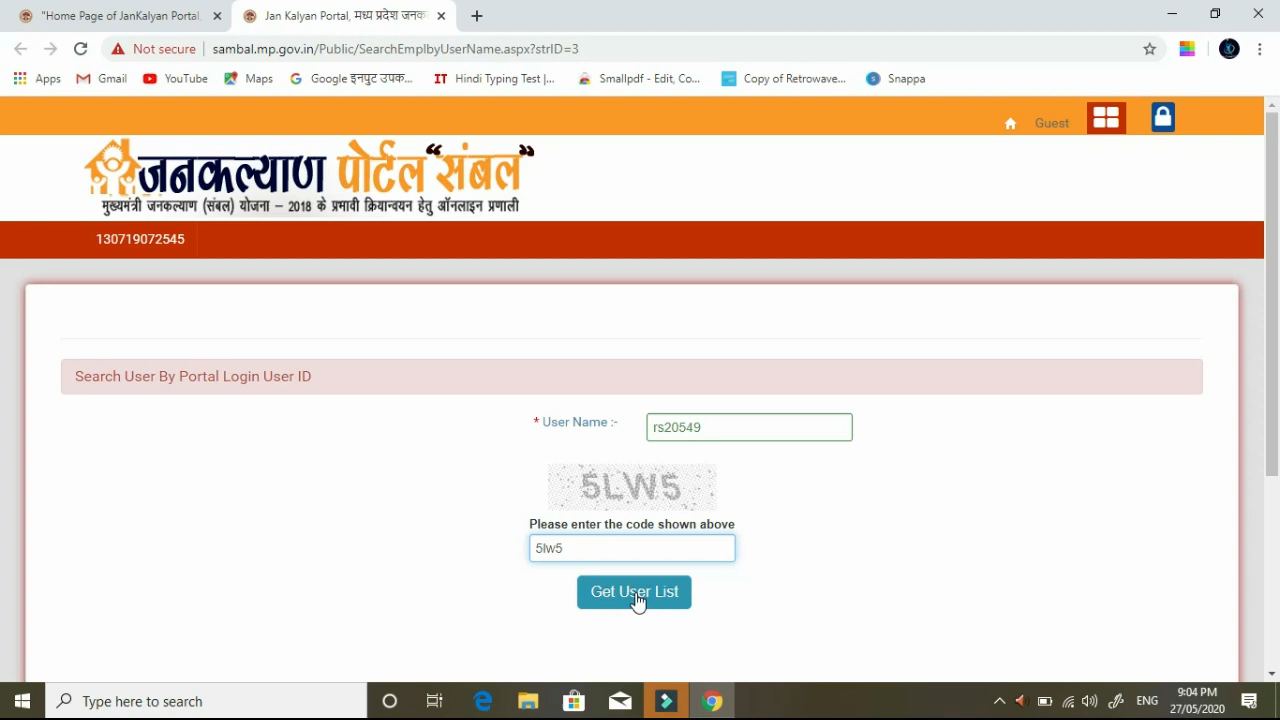 "Home Page of JanKalyan Portal,
Jan Kalyan Portal, मध्य प्रदेश जनक
Not secure
sambal.mp.gov.in/Public/SearchEmplbyUserName.aspx?strID=3
Apps
Gmail
YouTube
Maps
Google इनपुट उपक...
Hindi Typing Test |...
Smallpdf - Edit, Co...
Copy of Retrowave...
Snappa
Guest
जनकल्याण पोर्टल "संबल"
मुख्यमंत्री जनकल्याण (संबल) योजना – 2018 के प्रभावी क्रियान्वयन हेतु ऑनलाइन प्रणाली
130719072545
Search User By Portal Login User ID
* User Name :-
rs20549
5LW5
Please enter the code shown above
5lw5
Get User List
Type here to search
ENG
9:04 PM
27/05/2020